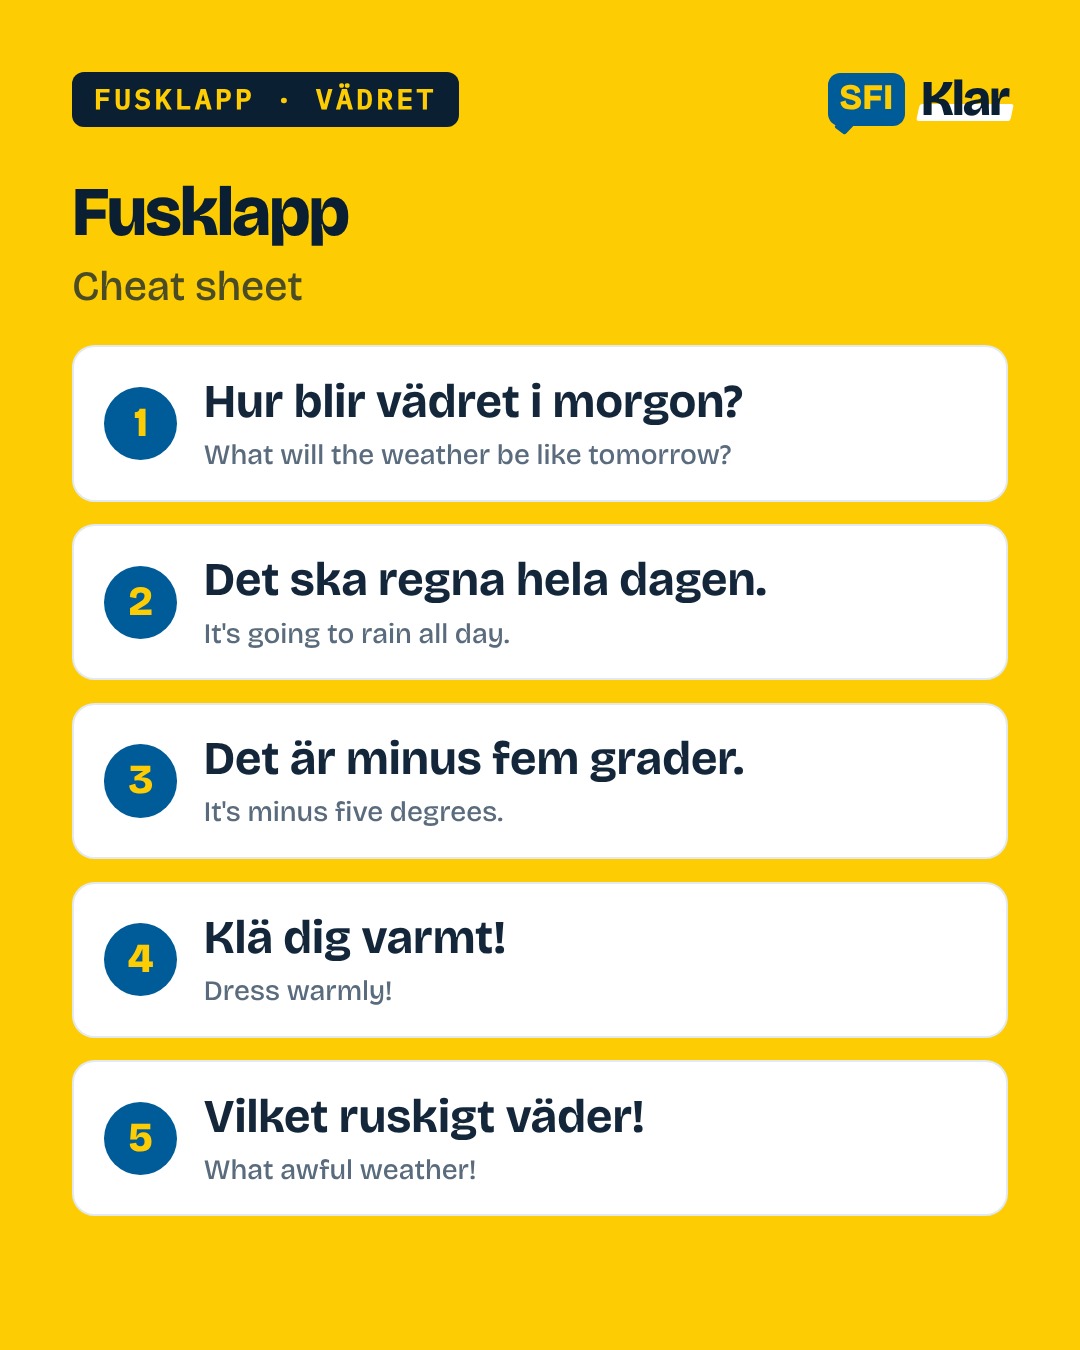 FUSKLAPP · VÄDRET
SFI Klar
Fusklapp
Cheat sheet
1
Hur blir vädret i morgon?
What will the weather be like tomorrow?
2
Det ska regna hela dagen.
It's going to rain all day.
3
Det är minus fem grader.
It's minus five degrees.
4
Klä dig varmt!
Dress warmly!
5
Vilket ruskigt väder!
What awful weather!